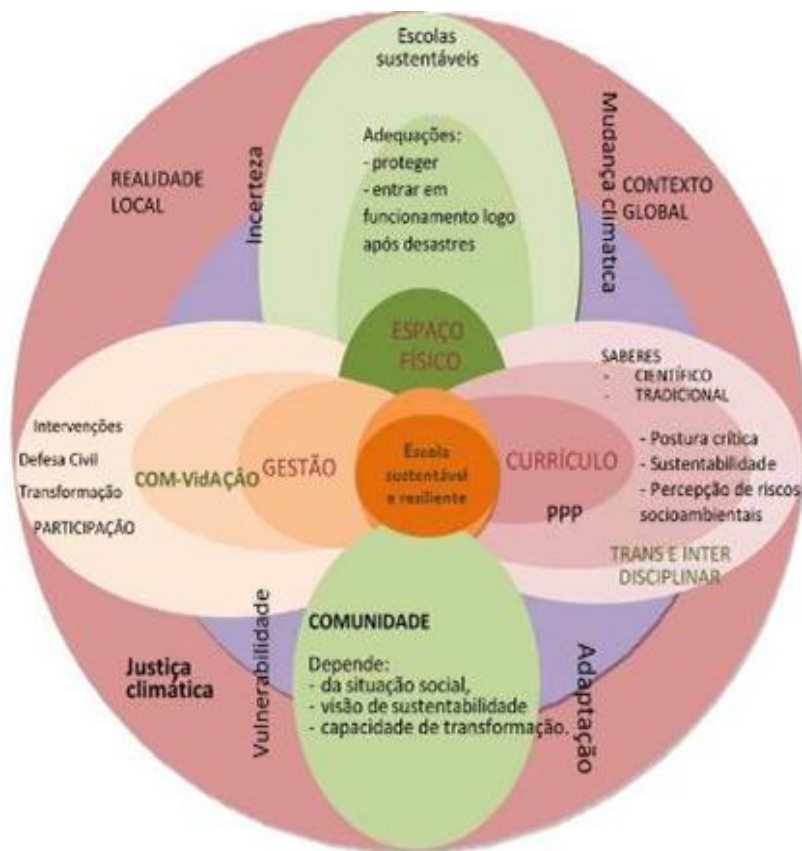 Escolas
sustentáveis
Adequações:
- proteger
- entrar em
funcionamento logo
após desastres
Incerteza
Mudança climatica
REALIDADE
LOCAL
CONTEXTO
GLOBAL
ESPAÇO
FÍSICO
SABERES
- CIENTÍFICO
- TRADICIONAL
Intervenções
Defesa Civil
Transformação
PARTICIPAÇÃO
COM-VidAÇÃO
GESTÃO
Escola
sustentável
e resiliente
CURRÍCULO
PPP
- Postura crítica
- Sustentabilidade
- Percepção de riscos
socioambientais
TRANS E INTER
DISCIPLINAR
Vulnerabilidade
COMUNIDADE
Depende:
- da situação social,
- visão de sustentabilidade
- capacidade de transformação.
Justiça
climática
Adaptação